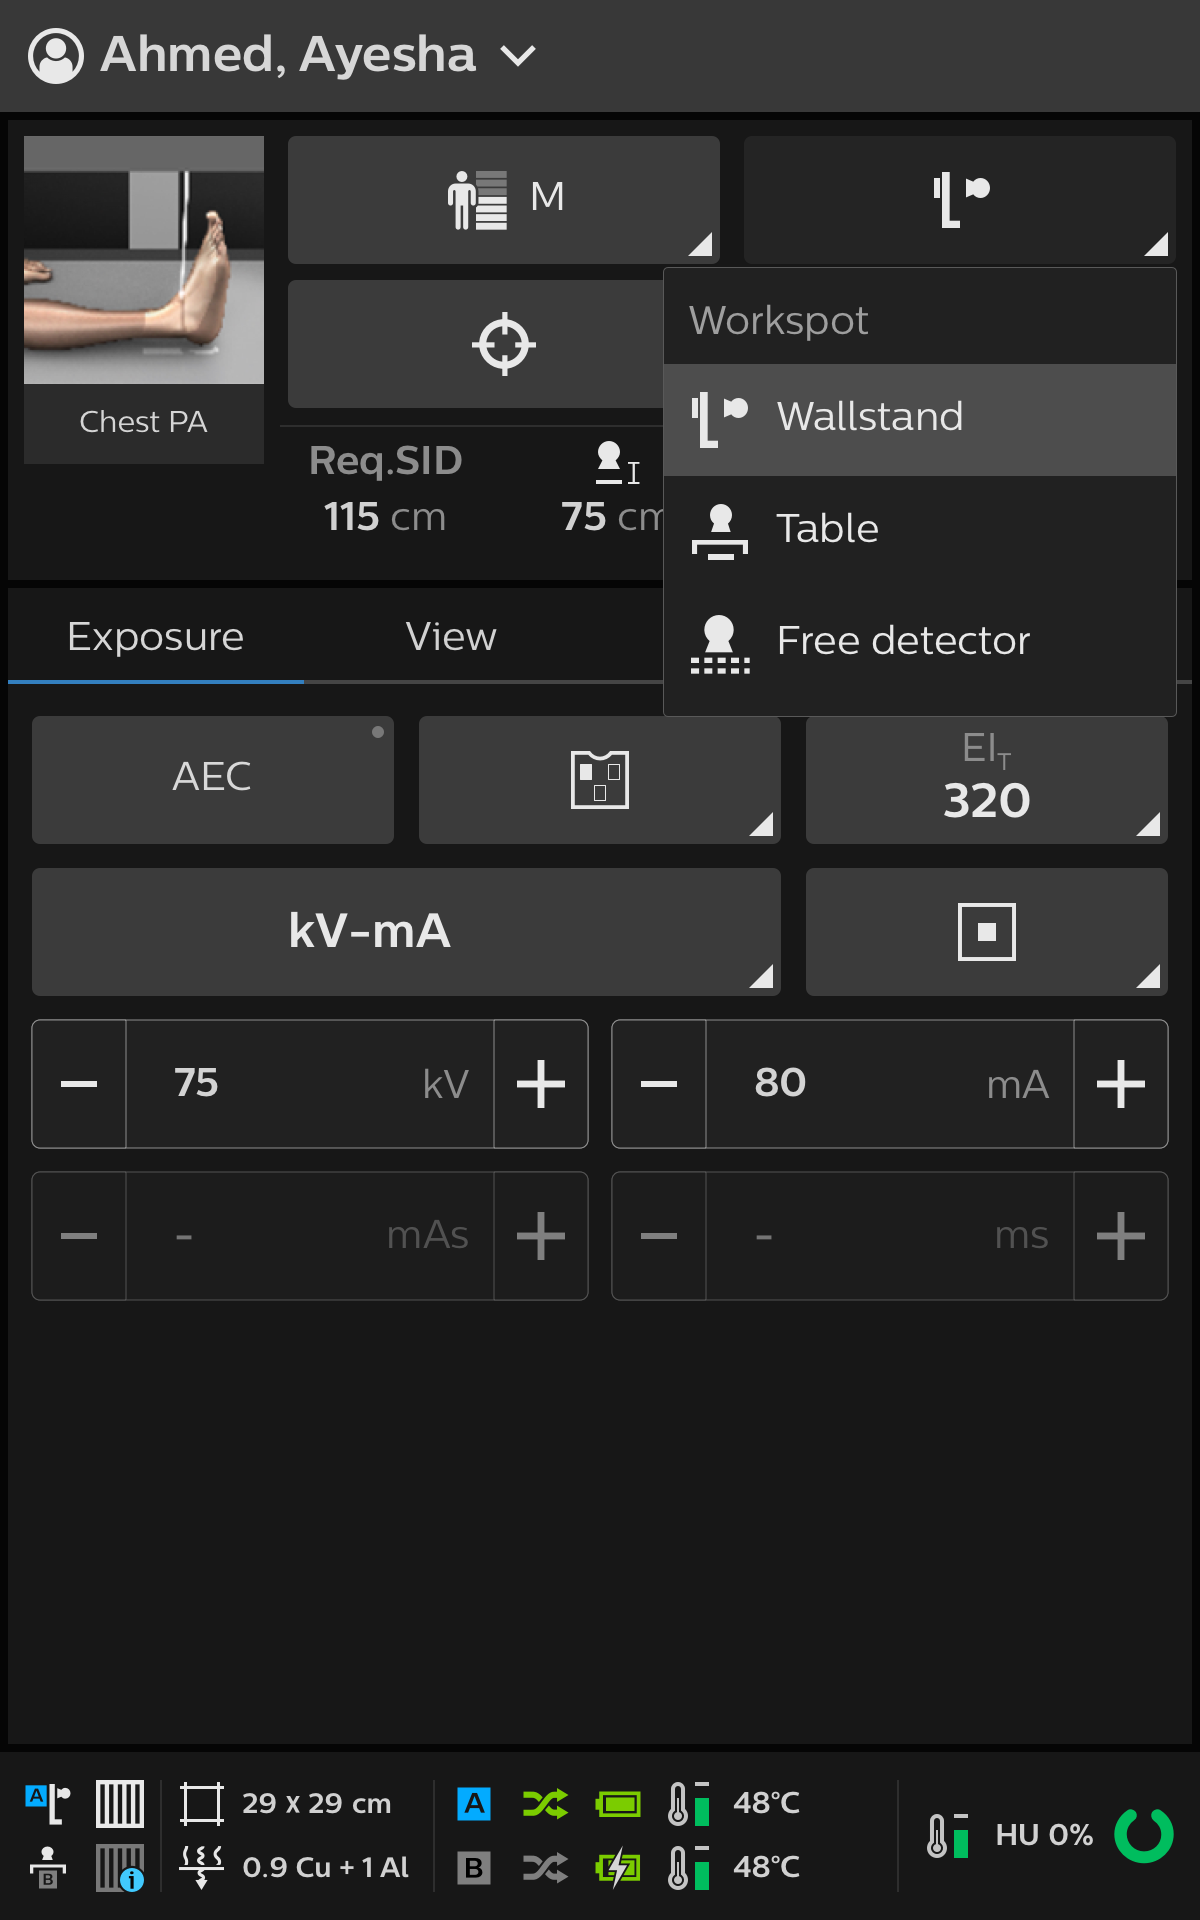 Ahmed, Ayesha
M
Chest PA
Workspot
Wallstand
Table
Free detector
Req.SID
115 cm
I
75 cm
Exposure
View
AEC
EIT
320
kV-mA
75 kV
80 mA
- mAs
- ms
A
29 x 29 cm
A
48°C
HU 0%
B
i
0.9 Cu + 1 Al
B
48°C